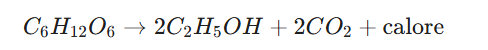 C₆H₁₂O₆ → 2C₂H₅OH + 2CO₂ + calore